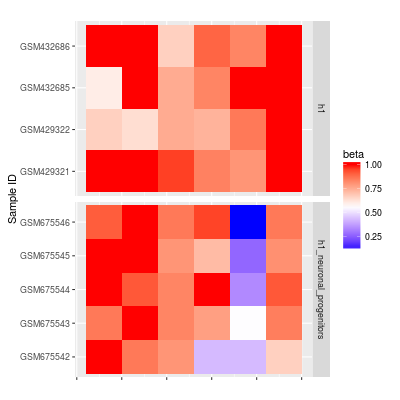 GSM432686
GSM432685
GSM429322
GSM429321
h1
GSM675546
GSM675545
GSM675544
GSM675543
GSM675542
h1_neuronal_progenitors
Sample ID
beta
1.00
0.75
0.50
0.25